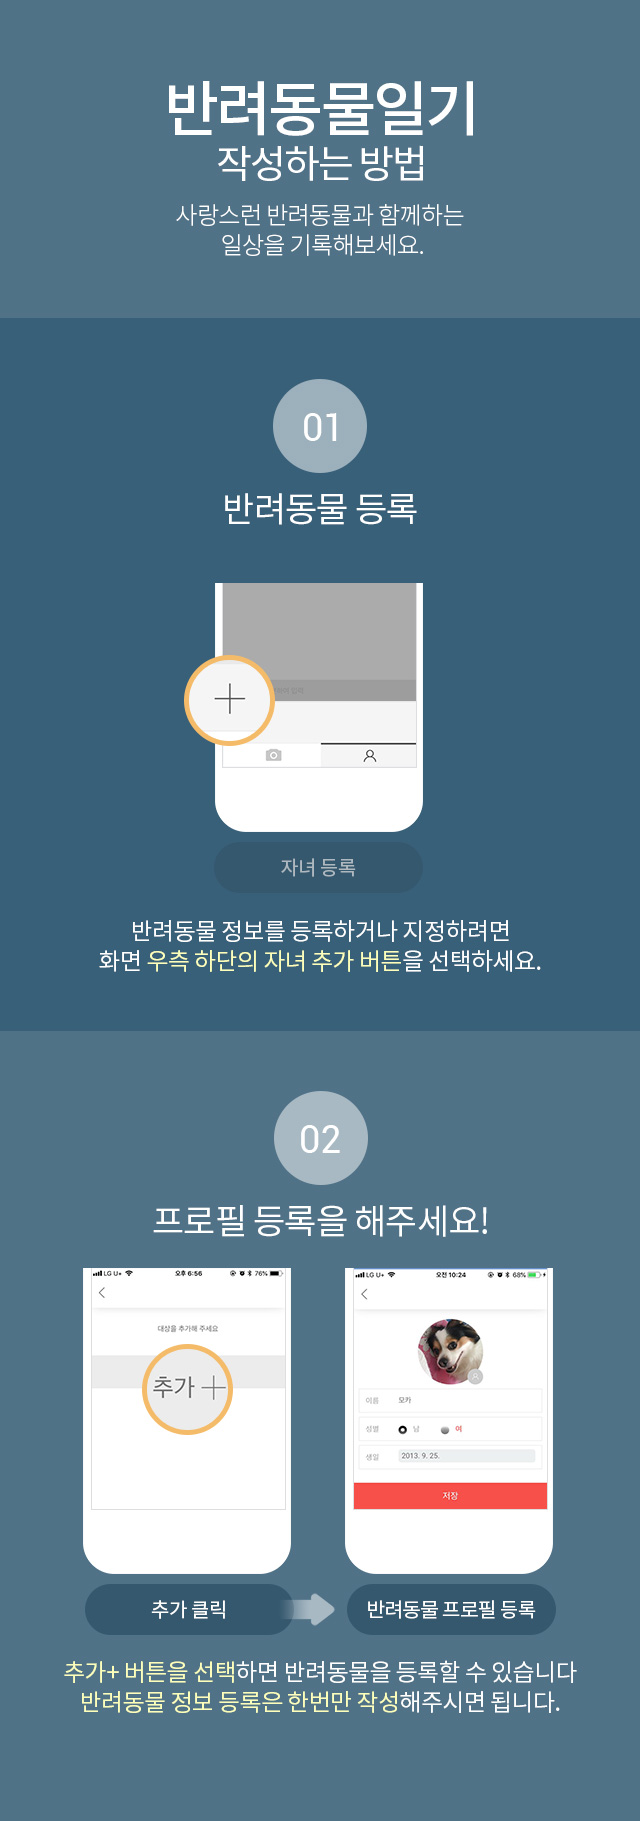 반려동물일기
작성하는 방법
사랑스런 반려동물과 함께하는
일상을 기록해보세요.
01
반려동물 등록
자녀 등록
반려동물 정보를 등록하거나 지정하려면
화면 우측 하단의 자녀 추가 버튼을 선택하세요.
02
프로필 등록을 해주세요!
LG U+ 오후 6:56 76%
대상을 추가해 주세요
추가 +
LG U+ 오전 10:24 68%
이름 모카
성별 남 여
생일 2013. 9. 25.
저장
추가 클릭
반려동물 프로필 등록
추가+ 버튼을 선택하면 반려동물을 등록할 수 있습니다
반려동물 정보 등록은 한번만 작성해주시면 됩니다.